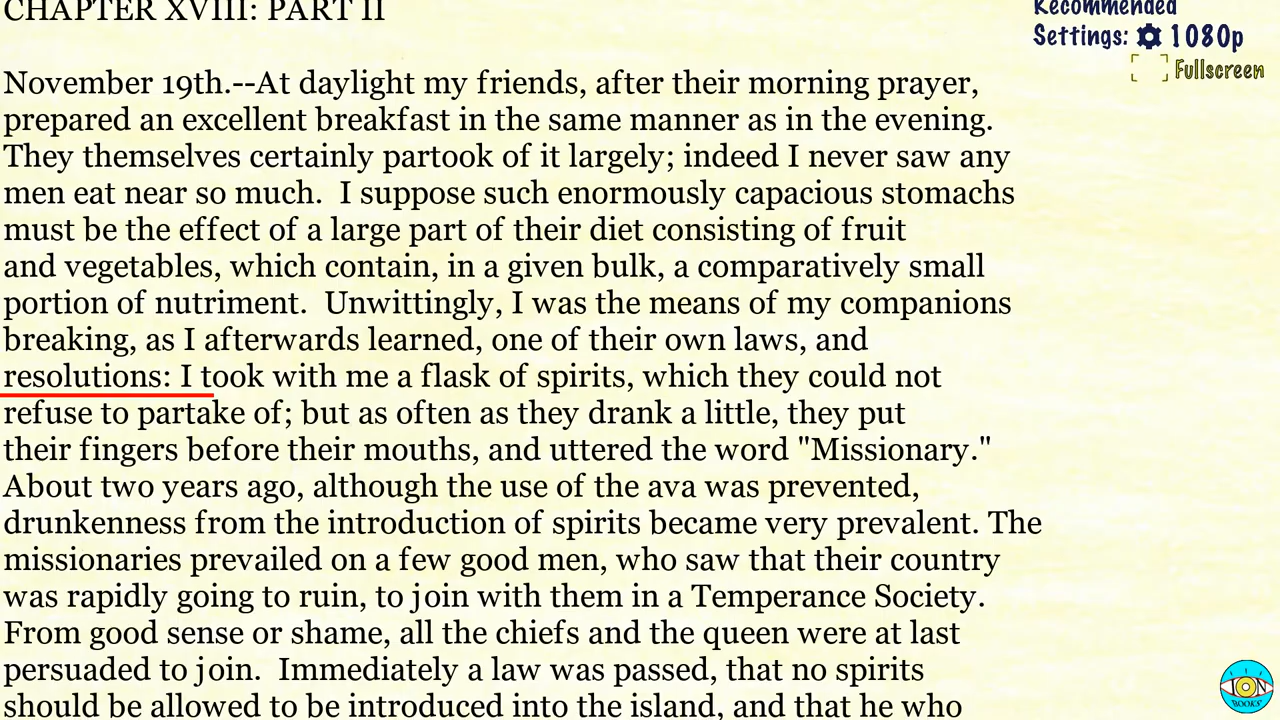 CHAPTER XVIII: PART II
Recommended
Settings: 1080p
Fullscreen
November 19th.--At daylight my friends, after their morning prayer,
prepared an excellent breakfast in the same manner as in the evening.
They themselves certainly partook of it largely; indeed I never saw any
men eat near so much.  I suppose such enormously capacious stomachs
must be the effect of a large part of their diet consisting of fruit
and vegetables, which contain, in a given bulk, a comparatively small
portion of nutriment.  Unwittingly, I was the means of my companions
breaking, as I afterwards learned, one of their own laws, and
resolutions: I took with me a flask of spirits, which they could not
refuse to partake of; but as often as they drank a little, they put
their fingers before their mouths, and uttered the word "Missionary."
About two years ago, although the use of the ava was prevented,
drunkenness from the introduction of spirits became very prevalent. The
missionaries prevailed on a few good men, who saw that their country
was rapidly going to ruin, to join with them in a Temperance Society.
From good sense or shame, all the chiefs and the queen were at last
persuaded to join.  Immediately a law was passed, that no spirits
should be allowed to be introduced into the island, and that he who
ION
BOOKS